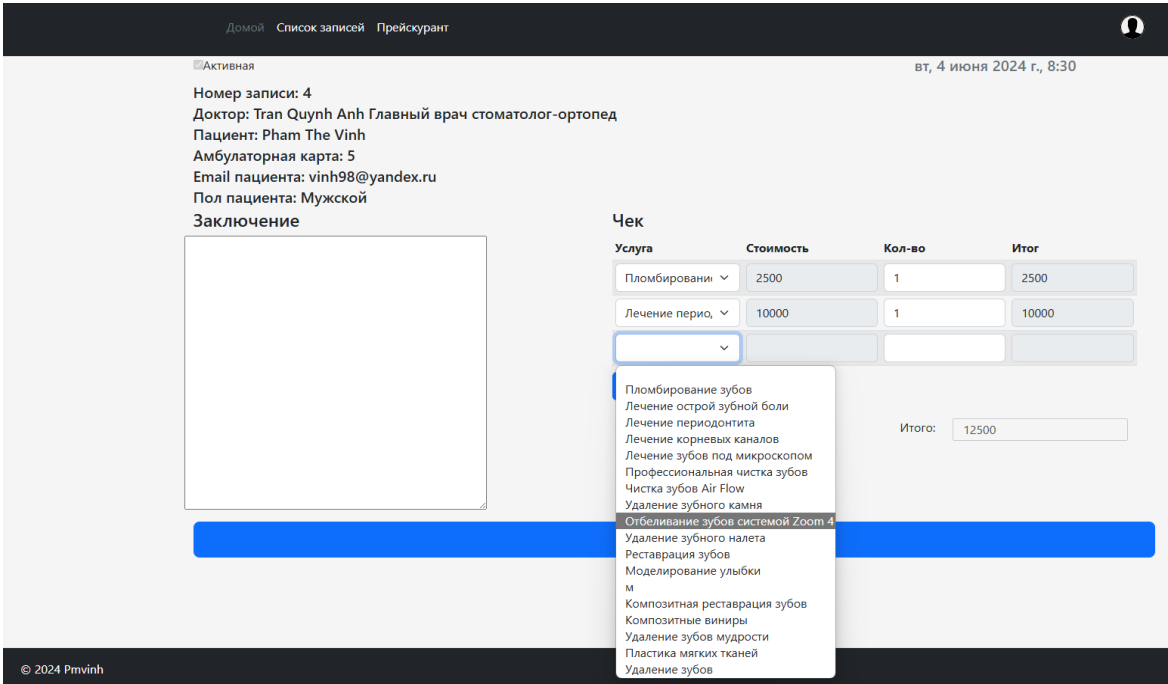 Домой Список записей Прейскурант
Активная
вт, 4 июня 2024 г., 8:30
Номер записи: 4
Доктор: Tran Quynh Anh Главный врач стоматолог-ортопед
Пациент: Pham The Vinh
Амбулаторная карта: 5
Email пациента: vinh98@yandex.ru
Пол пациента: Мужской
Заключение
Чек
Услуга Стоимость Кол-во Итог
Пломбировани 2500 1 2500
Лечение перио 10000 1 10000
Пломбирование зубов
Лечение острой зубной боли
Лечение периодонтита
Лечение корневых каналов
Лечение зубов под микроскопом
Профессиональная чистка зубов
Чистка зубов Air Flow
Удаление зубного камня
Отбеливание зубов системой Zoom 4
Удаление зубного налета
Реставрация зубов
Моделирование улыбки
м
Композитная реставрация зубов
Композитные виниры
Удаление зубов мудрости
Пластика мягких тканей
Удаление зубов
Итого: 12500
© 2024 Pmvinh